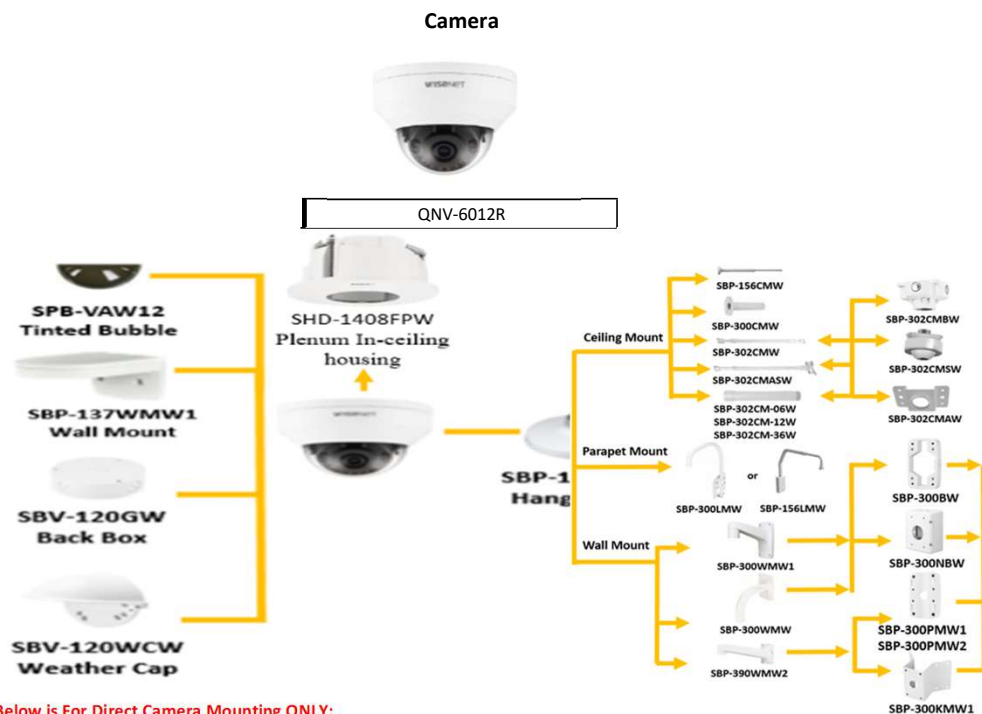 Camera
WISENET
QNV-6012R
SPB-VAW12
Tinted Bubble
SBP-137WMW1
Wall Mount
SBV-120GW
Back Box
SBV-120WCW
Weather Cap
SHD-1408FPW
Plenum In-ceiling
housing
SBP-1
Hang
Ceiling Mount
SBP-156CMW
SBP-300CMW
SBP-302CMW
SBP-302CMASW
SBP-302CM-06W
SBP-302CM-12W
SBP-302CM-36W
SBP-302CMBW
SBP-302CMSW
SBP-302CMAW
Parapet Mount
SBP-300LMW
or
SBP-156LMW
Wall Mount
SBP-300WMW1
SBP-300WMW
SBP-390WMW2
SBP-300BW
SBP-300NBW
SBP-300PMW1
SBP-300PMW2
SBP-300KMW1
Below is For Direct Camera Mounting ONLY: